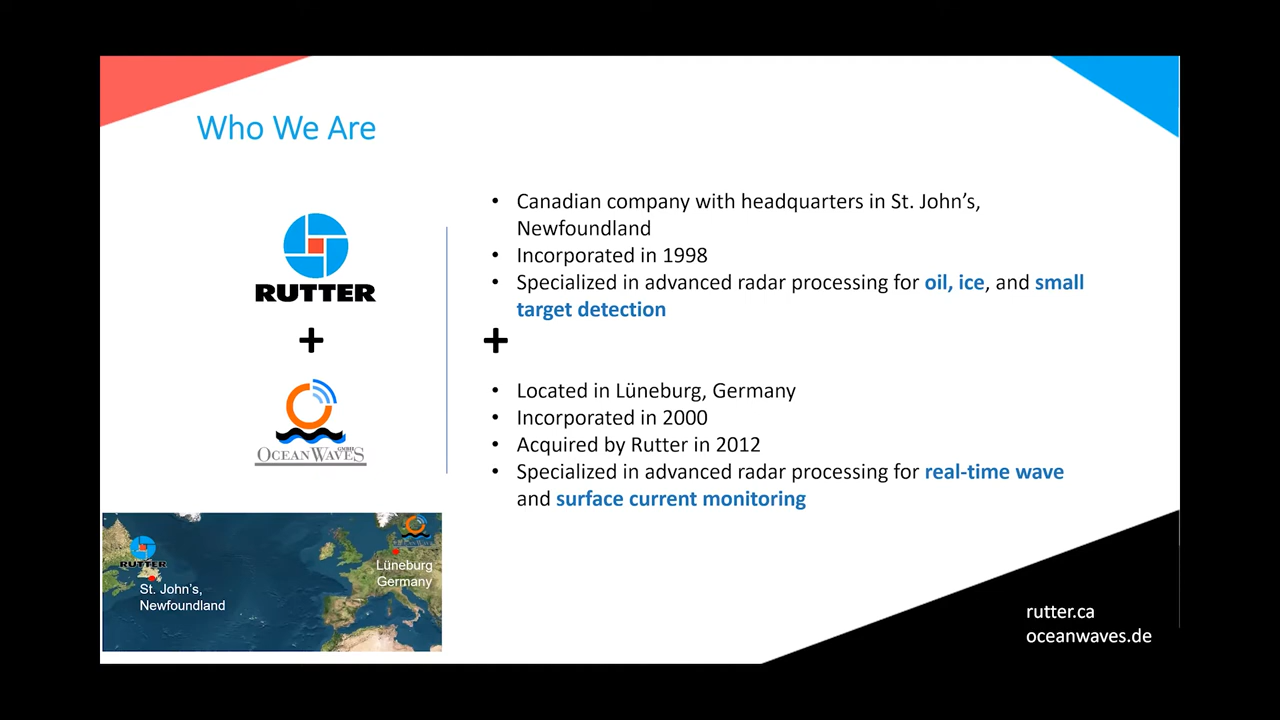 Who We Are
RUTTER
+
OCEANWAVES
GMBH
• Canadian company with headquarters in St. John's,
Newfoundland
• Incorporated in 1998
• Specialized in advanced radar processing for oil, ice, and small
target detection
+
• Located in Lüneburg, Germany
• Incorporated in 2000
• Acquired by Rutter in 2012
• Specialized in advanced radar processing for real-time wave
and surface current monitoring
RUTTER
St. John's,
Newfoundland
OCEANWAVES
Lüneburg
Germany
rutter.ca
oceanwaves.de